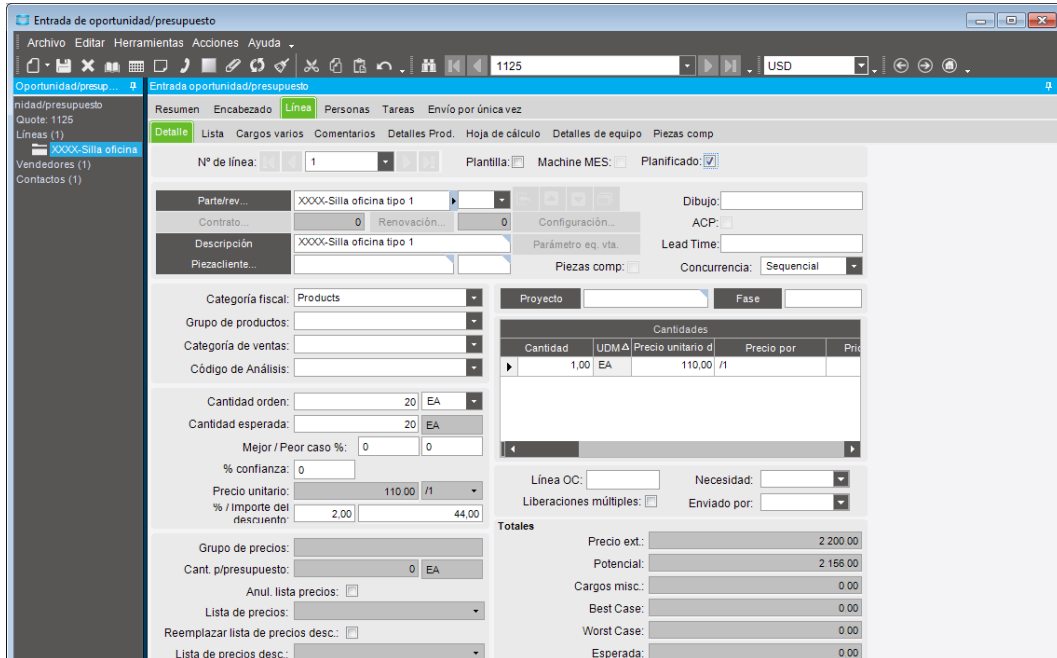 Entrada de oportunidad/presupuesto
Archivo Editar Herramientas Acciones Ayuda
1125 USD
Oportunidad/presup...
Entrada oportunidad/presupuesto
nidad/presupuesto
Quote: 1125
Líneas (1)
XXXX-Silla oficina
Vendedores (1)
Contactos (1)
Resumen Encabezado Línea Personas Tareas Envío por única vez
Detalle Lista Cargos varios Comentarios Detalles Prod. Hoja de cálculo Detalles de equipo Piezas comp
Nº de línea: 1 Plantilla: Machine MES: Planificado:
Parte/rev... XXXX-Silla oficina tipo 1 Dibujo:
Contrato... 0 Renovación... 0 Configuración... ACP:
Descripción XXXX-Silla oficina tipo 1 Parámetro eq. vta. Lead Time:
Piezacliente... Piezas comp: Concurrencia: Sequencial
Categoría fiscal: Products
Grupo de productos:
Categoría de ventas:
Código de Análisis:
Proyecto Fase
Cantidades
Cantidad UDM Precio unitario d Precio por Pric
1,00 EA 110,00 /1
Cantidad orden: 20 EA
Cantidad esperada: 20 EA
Mejor / Peor caso %: 0 0
% confianza: 0
Precio unitario: 110.00 /1
% / Importe del descuento: 2,00 44,00
Línea OC: Necesidad:
Liberaciones múltiples: Enviado por:
Grupo de precios:
Cant. p/presupuesto: 0 EA
Anul. lista precios:
Lista de precios:
Reemplazar lista de precios desc.:
Lista de precios desc.:
Totales
Precio ext.: 2 200.00
Potencial: 2 156.00
Cargos misc.: 0.00
Best Case: 0.00
Worst Case: 0.00
Esperada: 0.00